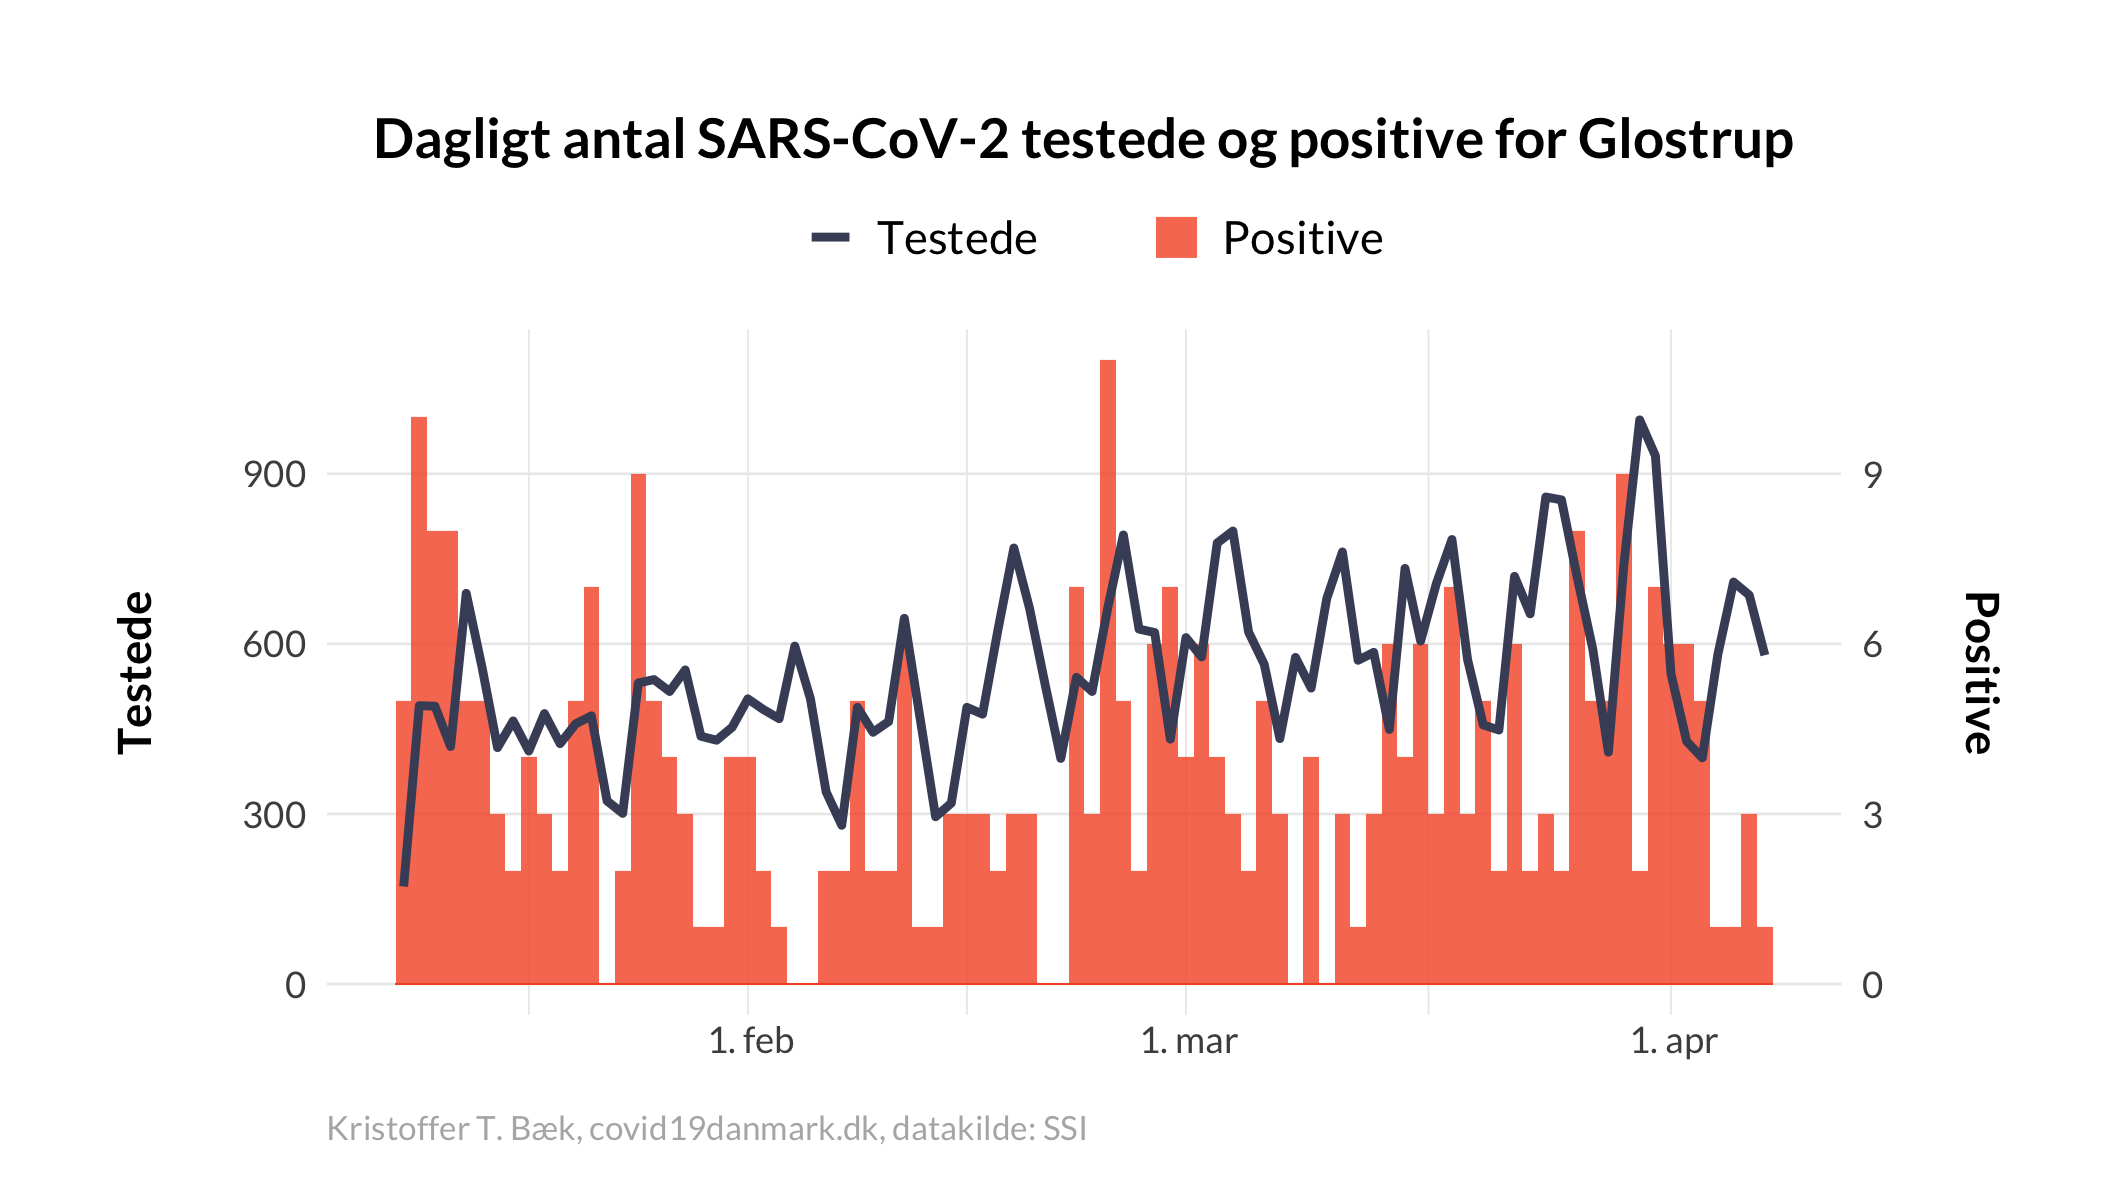 Dagligt antal SARS-CoV-2 testede og positive for Glostrup
Testede
Positive
Testede
900
600
300
0
9
6
3
0
Positive
1. feb
1. mar
1. apr
Kristoffer T. Bæk, covid19danmark.dk, datakilde: SSI